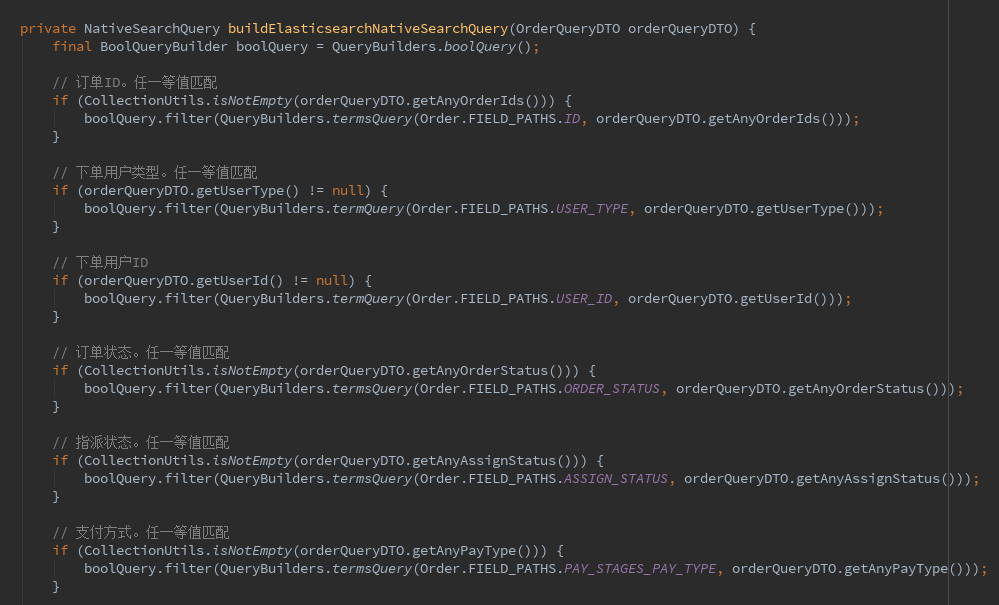 private NativeSearchQuery buildElasticsearchNativeSearchQuery(OrderQueryDTO orderQueryDTO) {
final BoolQueryBuilder boolQuery = QueryBuilders.boolQuery();
// 订单ID。任一等值匹配
if (CollectionUtils.isNotEmpty(orderQueryDTO.getAnyOrderIds())) {
boolQuery.filter(QueryBuilders.termsQuery(Order.FIELD_PATHS.ID, orderQueryDTO.getAnyOrderIds()));
}
// 下单用户类型。任一等值匹配
if (orderQueryDTO.getUserType() != null) {
boolQuery.filter(QueryBuilders.termQuery(Order.FIELD_PATHS.USER_TYPE, orderQueryDTO.getUserType()));
}
// 下单用户ID
if (orderQueryDTO.getUserId() != null) {
boolQuery.filter(QueryBuilders.termQuery(Order.FIELD_PATHS.USER_ID, orderQueryDTO.getUserId()));
}
// 订单状态。任一等值匹配
if (CollectionUtils.isNotEmpty(orderQueryDTO.getAnyOrderStatus())) {
boolQuery.filter(QueryBuilders.termsQuery(Order.FIELD_PATHS.ORDER_STATUS, orderQueryDTO.getAnyOrderStatus()));
}
// 指派状态。任一等值匹配
if (CollectionUtils.isNotEmpty(orderQueryDTO.getAnyAssignStatus())) {
boolQuery.filter(QueryBuilders.termsQuery(Order.FIELD_PATHS.ASSIGN_STATUS, orderQueryDTO.getAnyAssignStatus()));
}
// 支付方式。任一等值匹配
if (CollectionUtils.isNotEmpty(orderQueryDTO.getAnyPayType())) {
boolQuery.filter(QueryBuilders.termsQuery(Order.FIELD_PATHS.PAY_STAGES_PAY_TYPE, orderQueryDTO.getAnyPayType()));
}